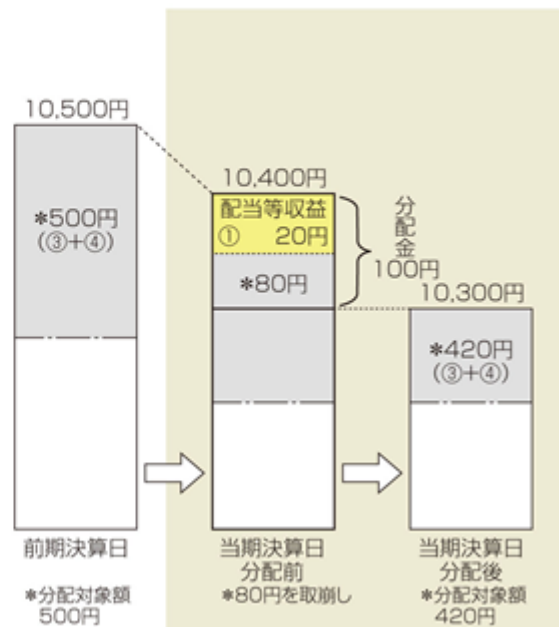 10,500円
*500円
(③+④)
前期決算日
*分配対象額
500円
10,400円
配当等収益
① 20円
*80円
分配金
100円
当期決算日
分配前
*80円を取崩し
10,300円
*420円
(③+④)
当期決算日
分配後
*分配対象額
420円